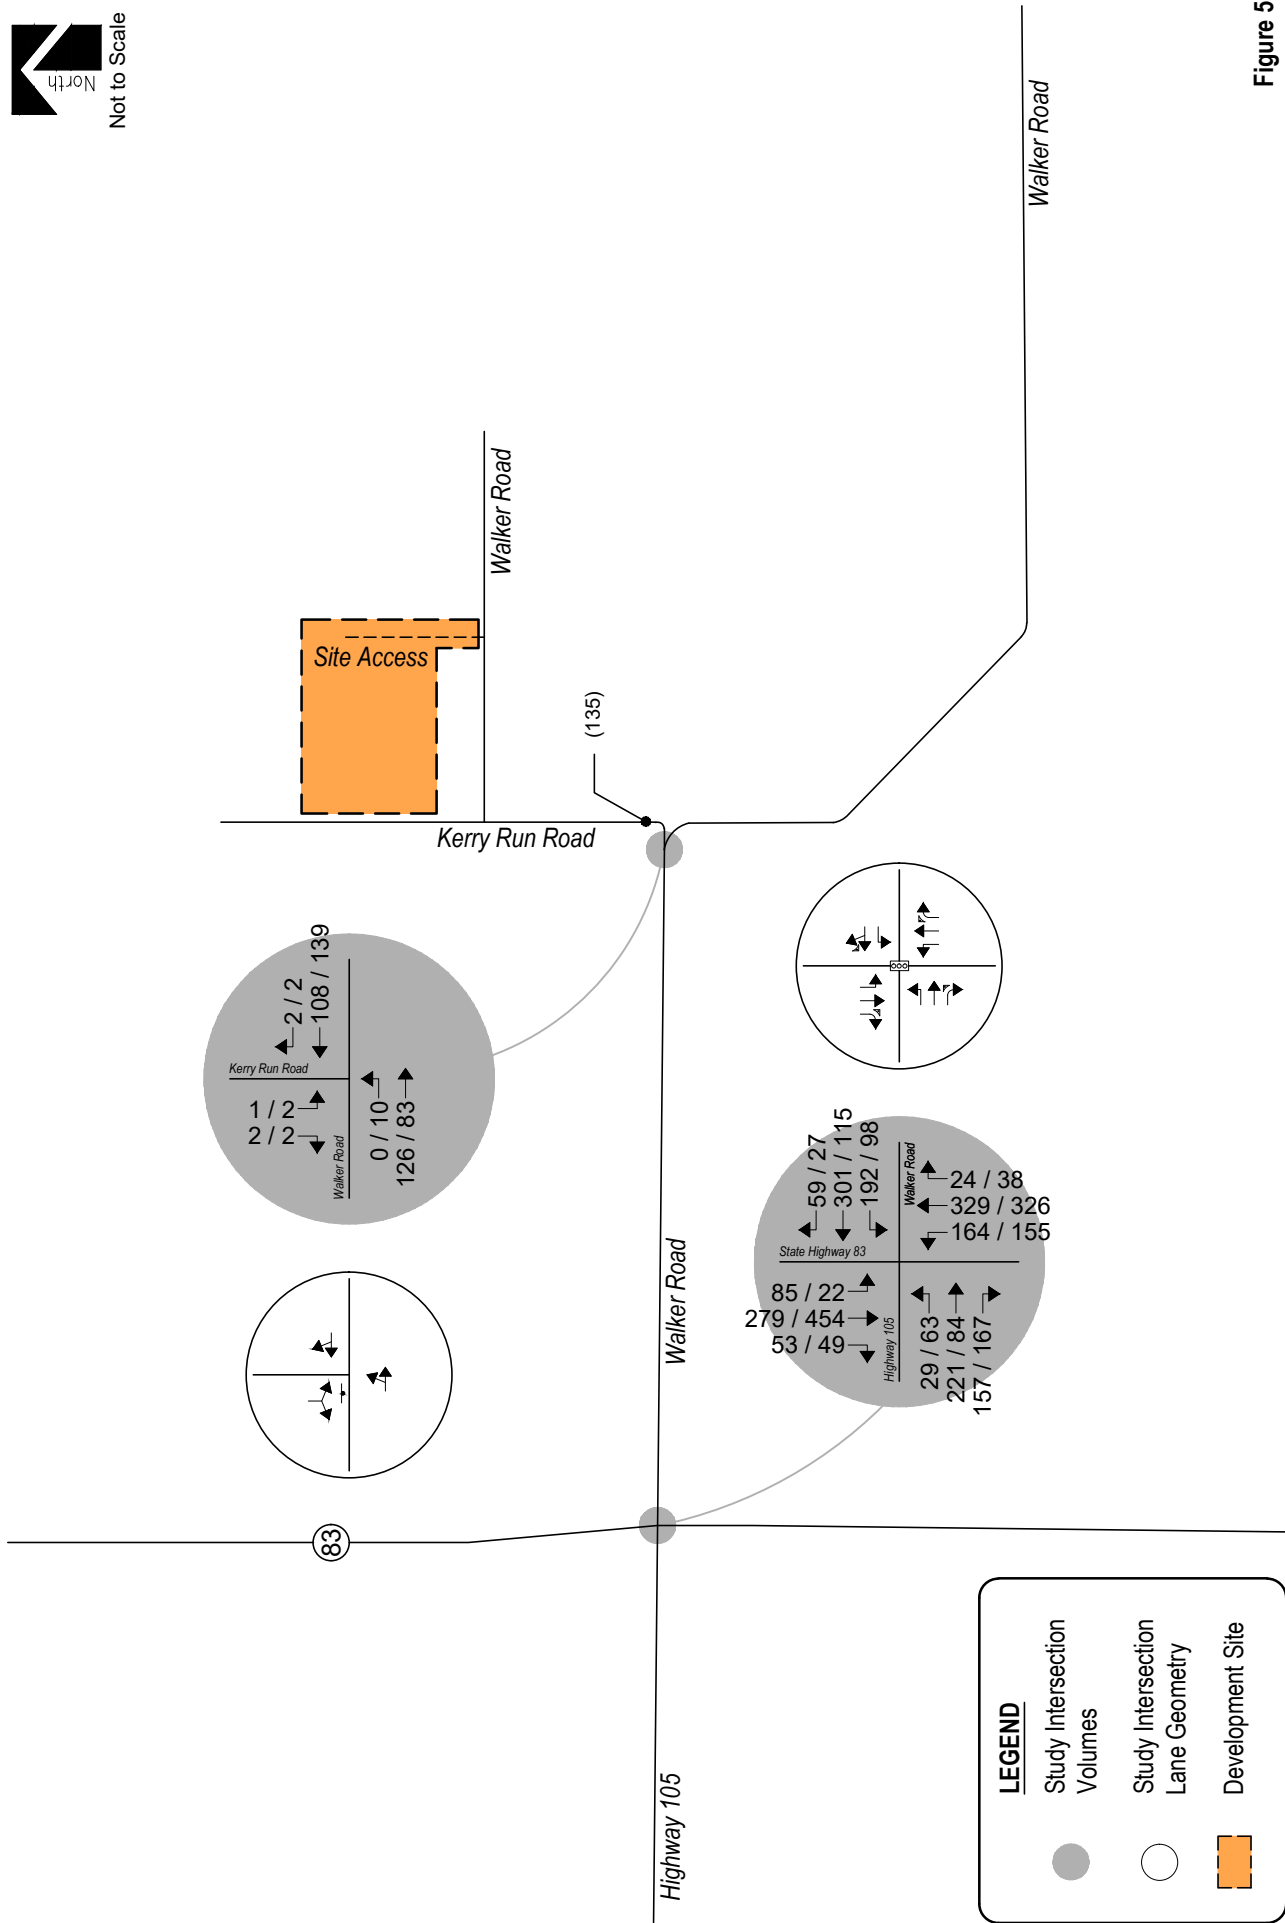 North
Not to Scale
Figure 5
Walker Road
Walker Road
Site Access
(135)
Kerry Run Road
2 / 2
108 / 139
Kerry Run Road
1 / 2
2 / 2
Walker Road
0 / 10
126 / 83
59 / 27
301 / 115
192 / 98
State Highway 83
Walker Road
24 / 38
329 / 326
164 / 155
85 / 22
279 / 454
53 / 49
Highway 105
29 / 63
221 / 84
157 / 167
Walker Road
83
Highway 105
LEGEND
Study Intersection
Volumes
Study Intersection
Lane Geometry
Development Site